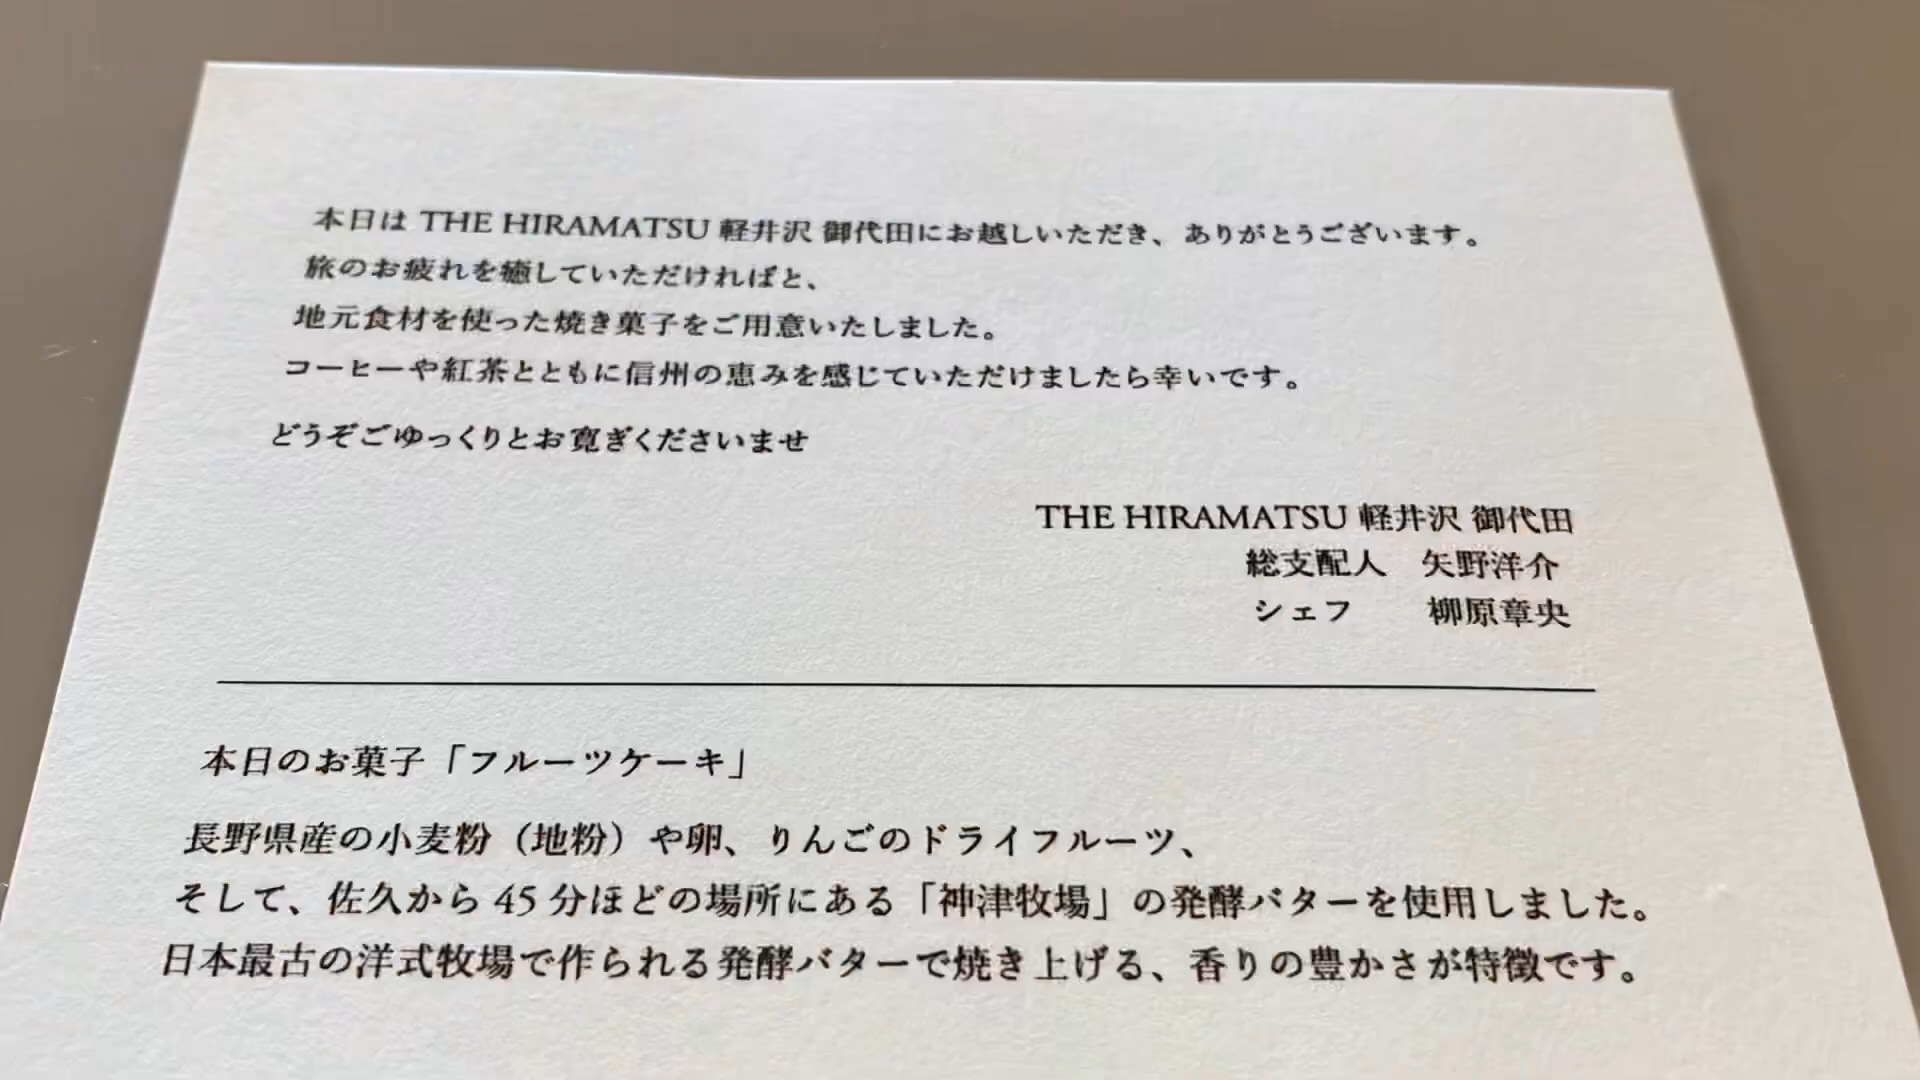 本日は THE HIRAMATSU 軽井沢 御代田にお越しいただき、ありがとうございます。
旅のお疲れを癒していただければと、
地元食材を使った焼き菓子をご用意いたしました。
コーヒーや紅茶とともに信州の恵みを感じていただけましたら幸いです。
どうぞごゆっくりとお寛ぎくださいませ
THE HIRAMATSU 軽井沢 御代田
総支配人　矢野洋介
シェフ　　柳原章央
本日のお菓子「フルーツケーキ」
長野県産の小麦粉（地粉）や卵、りんごのドライフルーツ、
そして、佐久から 45 分ほどの場所にある「神津牧場」の発酵バターを使用しました。
日本最古の洋式牧場で作られる発酵バターで焼き上げる、香りの豊かさが特徴です。